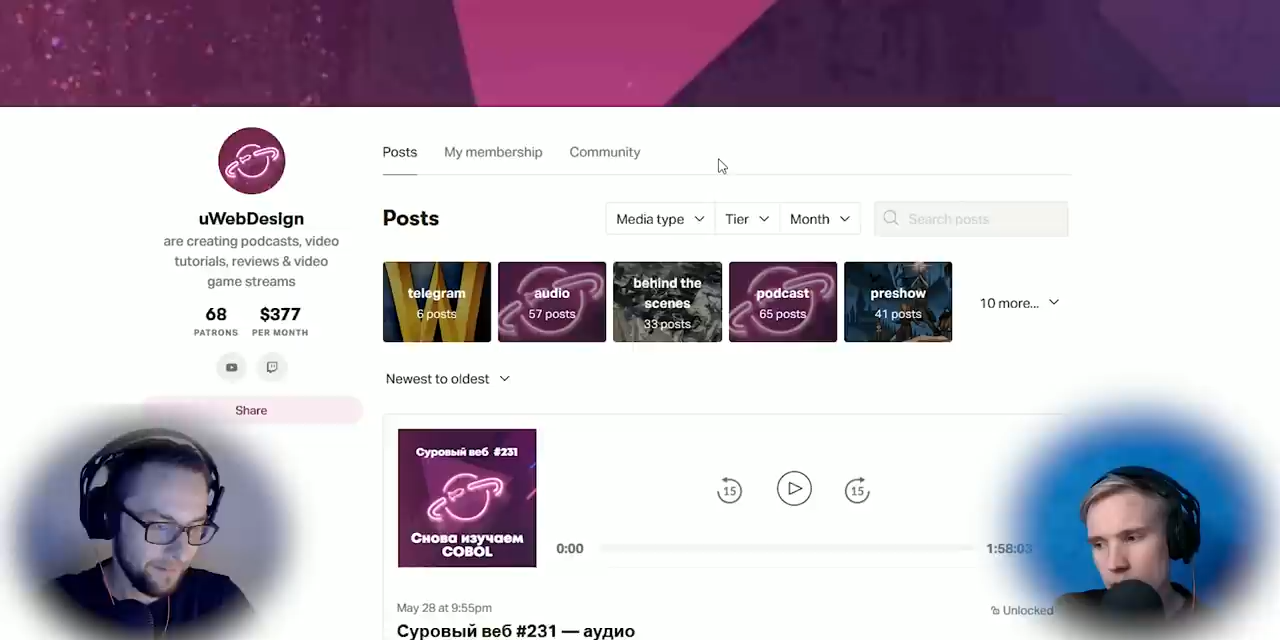 Posts
My membership
Community
uWebDesIgn
are creating podcasts, video
tutorials, reviews & video
game streams
68
PATRONS
$377
PER MONTH
Share
Posts
Media type
Tier
Month
Search posts
telegram
6 posts
audio
57 posts
behind the
scenes
33 posts
podcast
65 posts
preshow
41 posts
10 more...
Newest to oldest
Суровый веб #231
Снова изучаем
COBOL
15
15
0:00
1:58:03
May 28 at 9:55pm
Unlocked
Суровый веб #231 — аудио